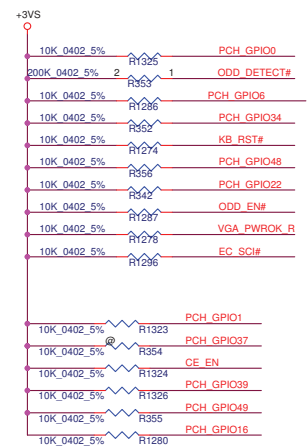 +3VS
10K_0402_5% R1325 PCH_GPIO0
200K_0402_5% 2 R353 1 ODD_DETECT#
10K_0402_5% R1286 PCH_GPIO6
10K_0402_5% R352 PCH_GPIO34
10K_0402_5% R1274 KB_RST#
10K_0402_5% R356 PCH_GPIO48
10K_0402_5% R342 PCH_GPIO22
10K_0402_5% R1287 ODD_EN#
10K_0402_5% R1278 VGA_PWROK_R
10K_0402_5% R1296 EC_SCI#
10K_0402_5% R1323 PCH_GPIO1
10K_0402_5% @ R354 PCH_GPIO37
10K_0402_5% R1324 CE_EN
10K_0402_5% R1326 PCH_GPIO39
10K_0402_5% R355 PCH_GPIO49
10K_0402_5% R1280 PCH_GPIO16